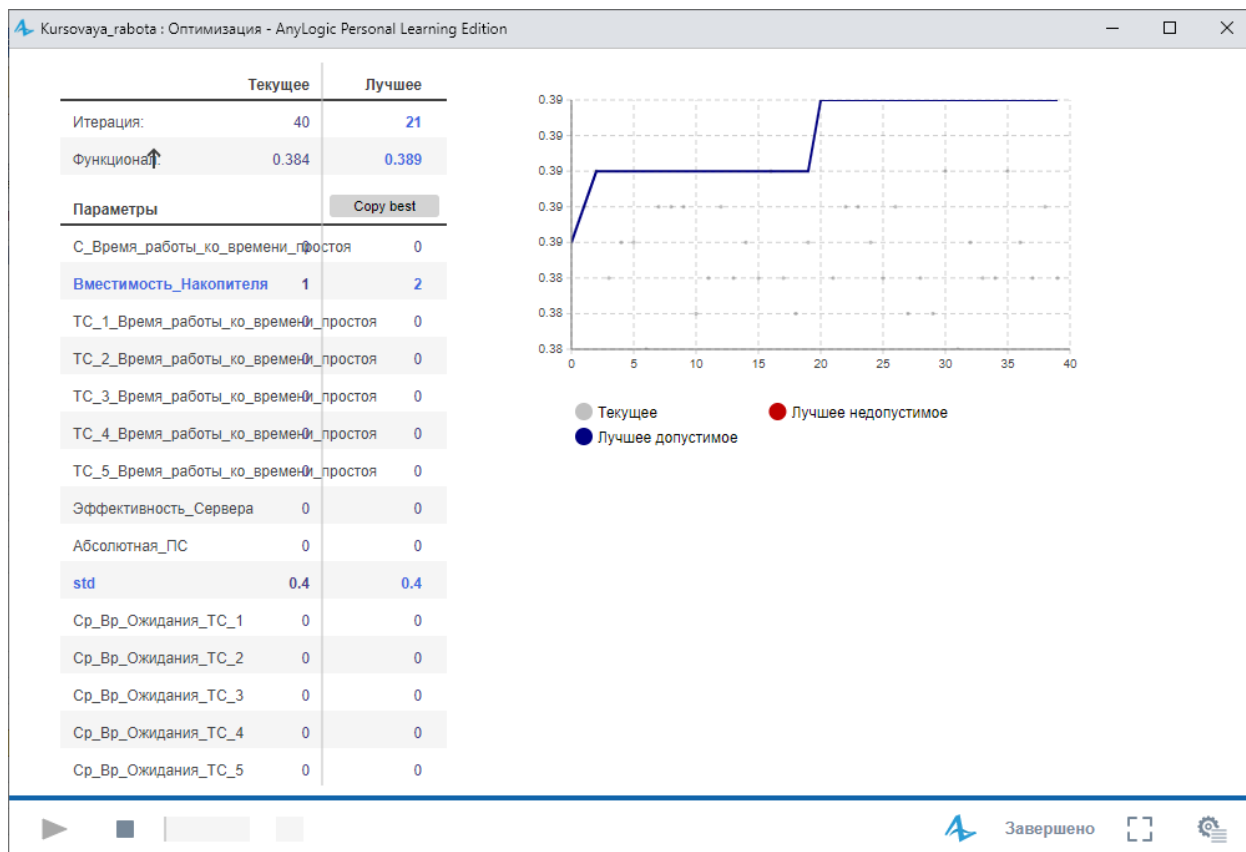 Kursovaya_rabota : Оптимизация - AnyLogic Personal Learning Edition
Текущее Лучшее
Итерация: 40 21
Функционал: 0.384 0.389
Параметры Copy best
С_Время_работы_ко_времени_простоя 0 0
Вместимость_Накопителя 1 2
ТС_1_Время_работы_ко_времени_простоя 0 0
ТС_2_Время_работы_ко_времени_простоя 0 0
ТС_3_Время_работы_ко_времени_простоя 0 0
ТС_4_Время_работы_ко_времени_простоя 0 0
ТС_5_Время_работы_ко_времени_простоя 0 0
Эффективность_Сервера 0 0
Абсолютная_ПС 0 0
std 0.4 0.4
Ср_Вр_Ожидания_ТС_1 0 0
Ср_Вр_Ожидания_ТС_2 0 0
Ср_Вр_Ожидания_ТС_3 0 0
Ср_Вр_Ожидания_ТС_4 0 0
Ср_Вр_Ожидания_ТС_5 0 0
0.39
0.39
0.39
0.39
0.39
0.38
0.38
0.38
0 5 10 15 20 25 30 35 40
Текущее Лучшее недопустимое
Лучшее допустимое
Завершено